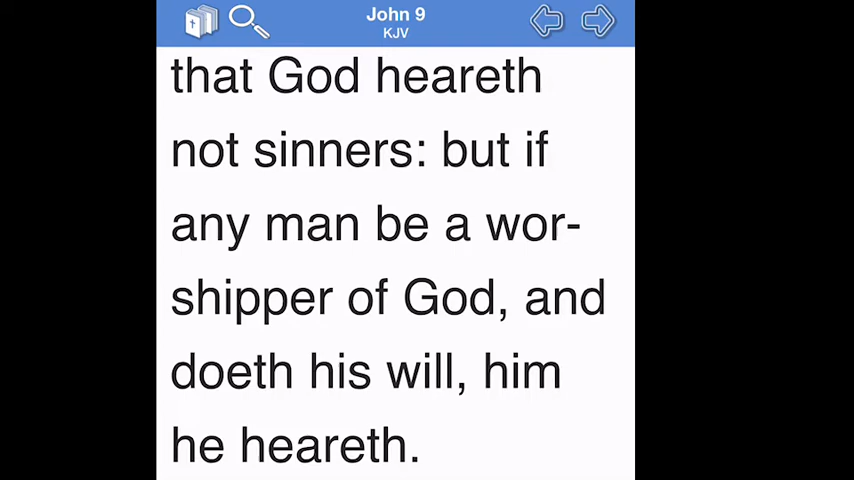 John 9
KJV
that God heareth
not sinners: but if
any man be a wor-
shipper of God, and
doeth his will, him
he heareth.